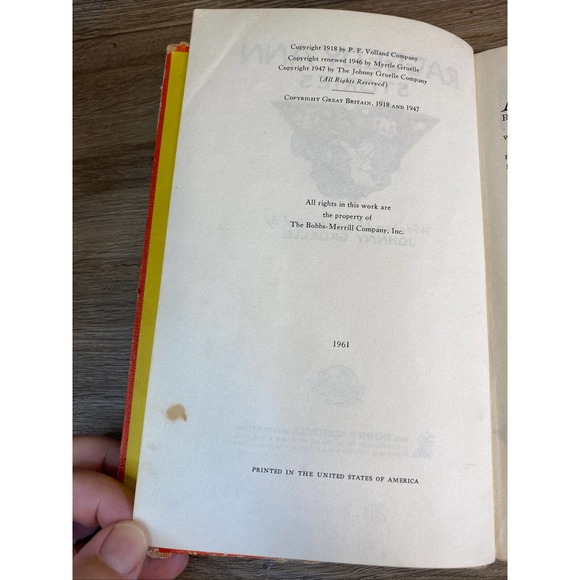 Copyright 1918 by P. F. Volland Company
Copyright renewed 1946 by Myrtle Gruelle
Copyright 1947 by The Johnny Gruelle Company
(All Rights Reserved)
Copyright Great Britain, 1918 and 1947
All rights in this work are
the property of
The Bobbs-Merrill Company, Inc.
1961
PRINTED IN THE UNITED STATES OF AMERICA